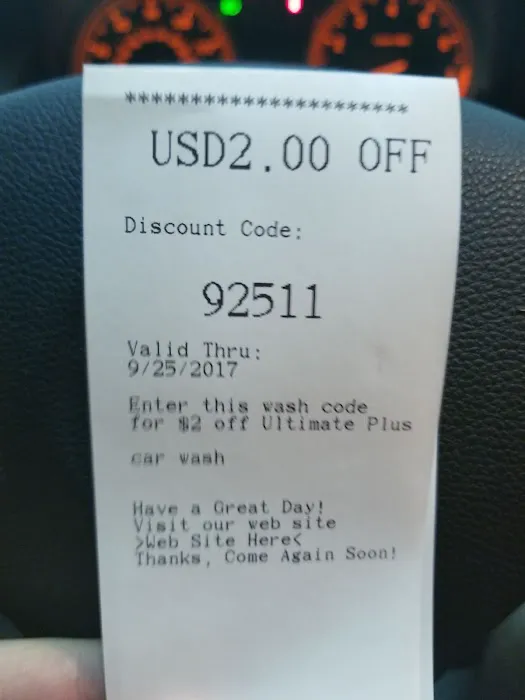 **********************
USD2.00 OFF
Discount Code:
92511
Valid Thru:
9/25/2017
Enter this wash code
for $2 off Ultimate Plus
car wash
Have a Great Day!
Visit our web site
>Web Site Here<
Thanks, Come Again Soon!